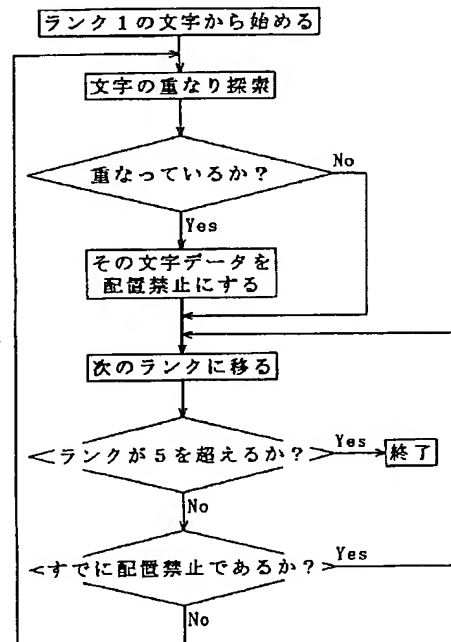 ランク1の文字から始める
文字の重なり探索
重なっているか？
No
Yes
その文字データを
配置禁止にする
次のランクに移る
ランクが5を超えるか？
Yes
終了
No
すでに配置禁止であるか？
Yes
No